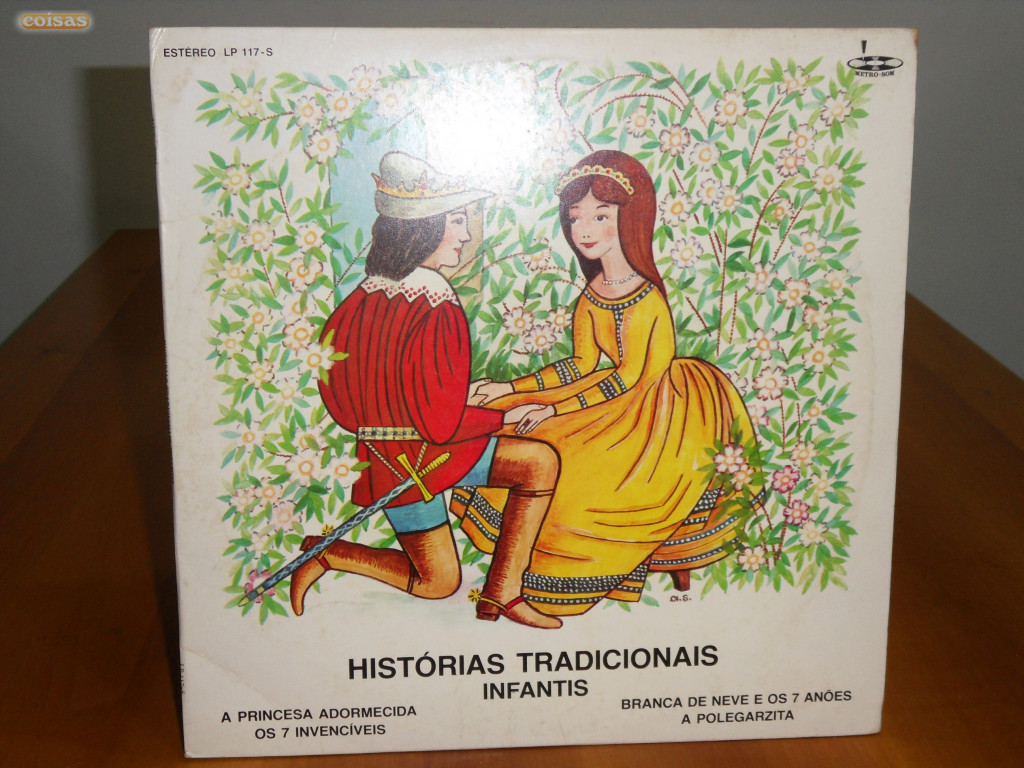 coisas
ESTÉREO LP 117-S
METRO-SOM
A.S.
HISTÓRIAS TRADICIONAIS
INFANTIS
A PRINCESA ADORMECIDA
OS 7 INVENCÍVEIS
BRANCA DE NEVE E OS 7 ANÕES
A POLEGARZITA